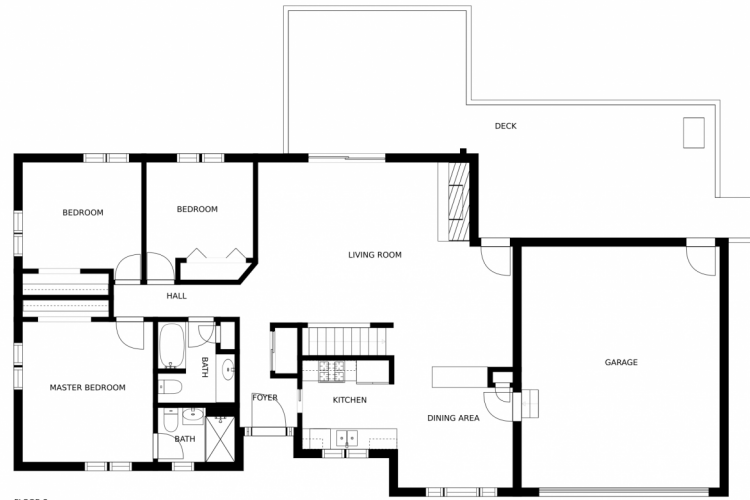 DECK
BEDROOM
BEDROOM
LIVING ROOM
HALL
BATH
GARAGE
MASTER BEDROOM
FOYER
KITCHEN
DINING AREA
BATH